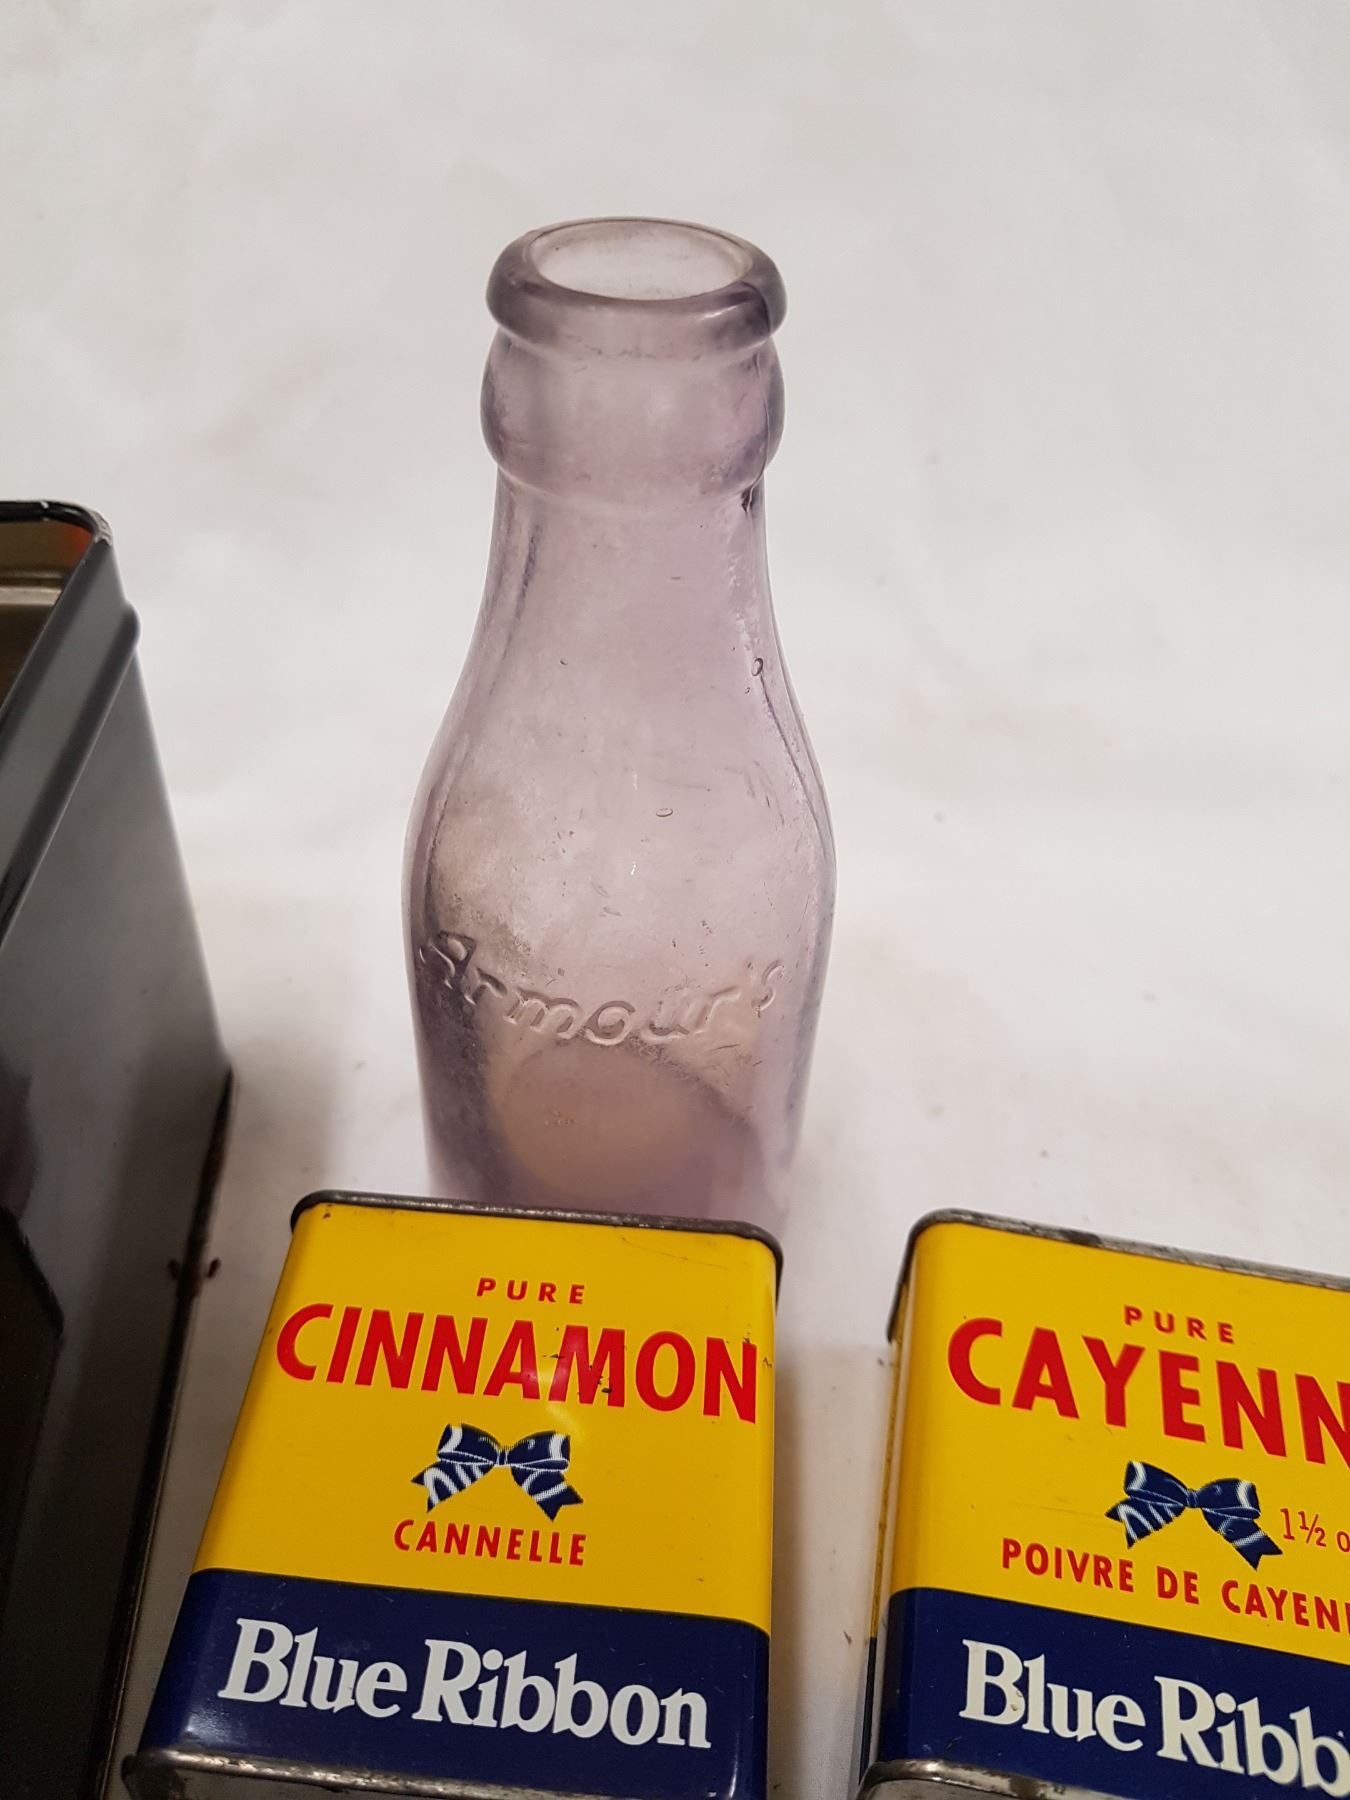 Armour's
PURE
CINNAMON
CANNELLE
Blue Ribbon
PURE
CAYENN
1½ o
POIVRE DE CAYEN
Blue Ribb